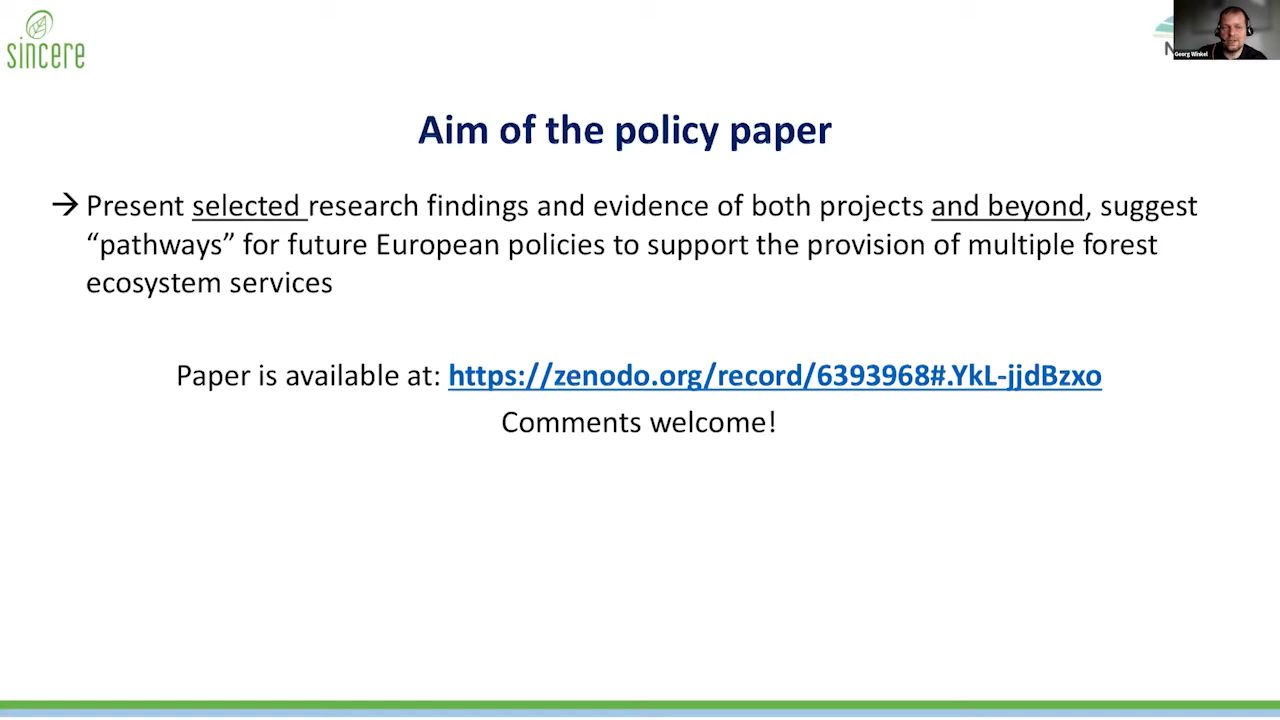 sincere
N
Georg Winkel
Aim of the policy paper
→ Present selected research findings and evidence of both projects and beyond, suggest
“pathways” for future European policies to support the provision of multiple forest
ecosystem services
Paper is available at: https://zenodo.org/record/6393968#.YkL-jjdBzxo
Comments welcome!